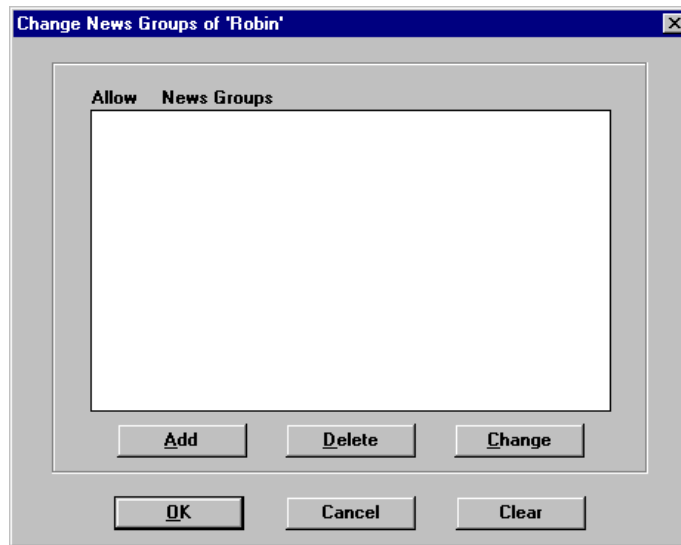 Change News Groups of 'Robin'
Allow News Groups
Add Delete Change
OK Cancel Clear